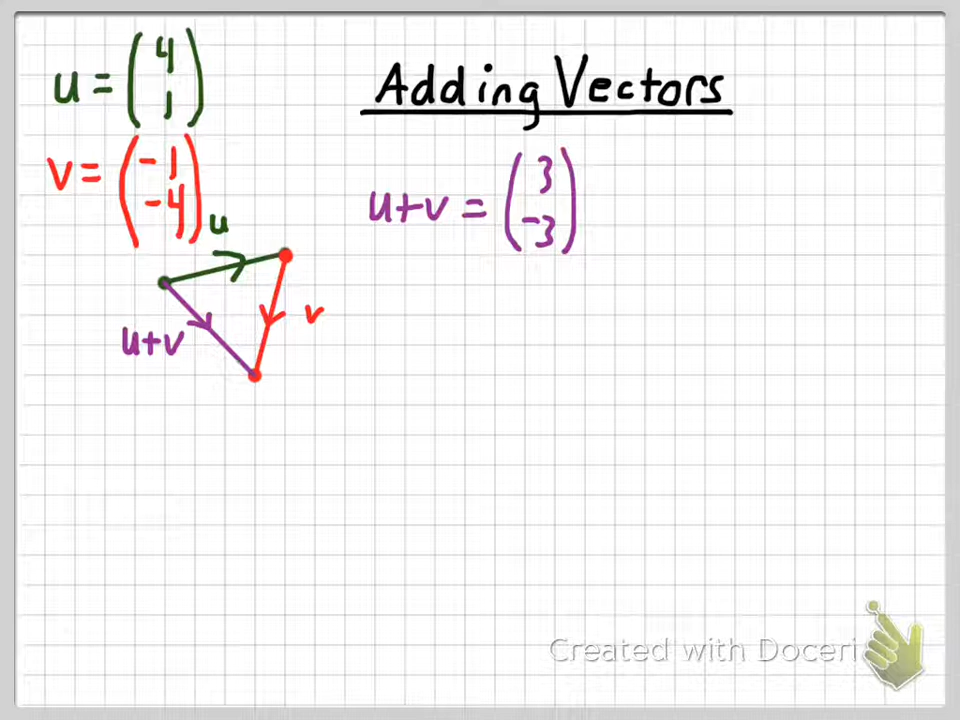 Adding Vectors
u = (4
1)
v = (-1
-4)
u+v = (3
-3)
u
v
u+v
Created with Doceri